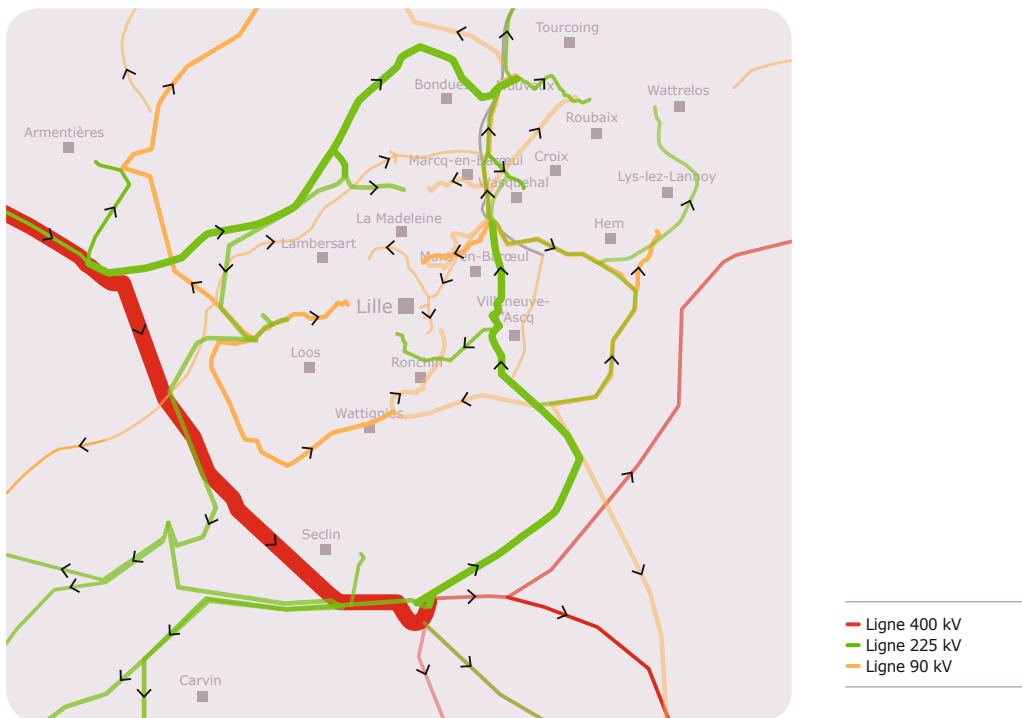 Tourcoing
Bondues
Mouvaux
Wattrelos
Roubaix
Armentières
Marcq-en-Barœul
Croix
Wasquehal
Lys-lez-Lannoy
La Madeleine
Hem
Lambersart
Mons-en-Barœul
Lille
Villeneuve-
d'Ascq
Loos
Ronchin
Wattignies
Seclin
Carvin
Ligne 400 kV
Ligne 225 kV
Ligne 90 kV